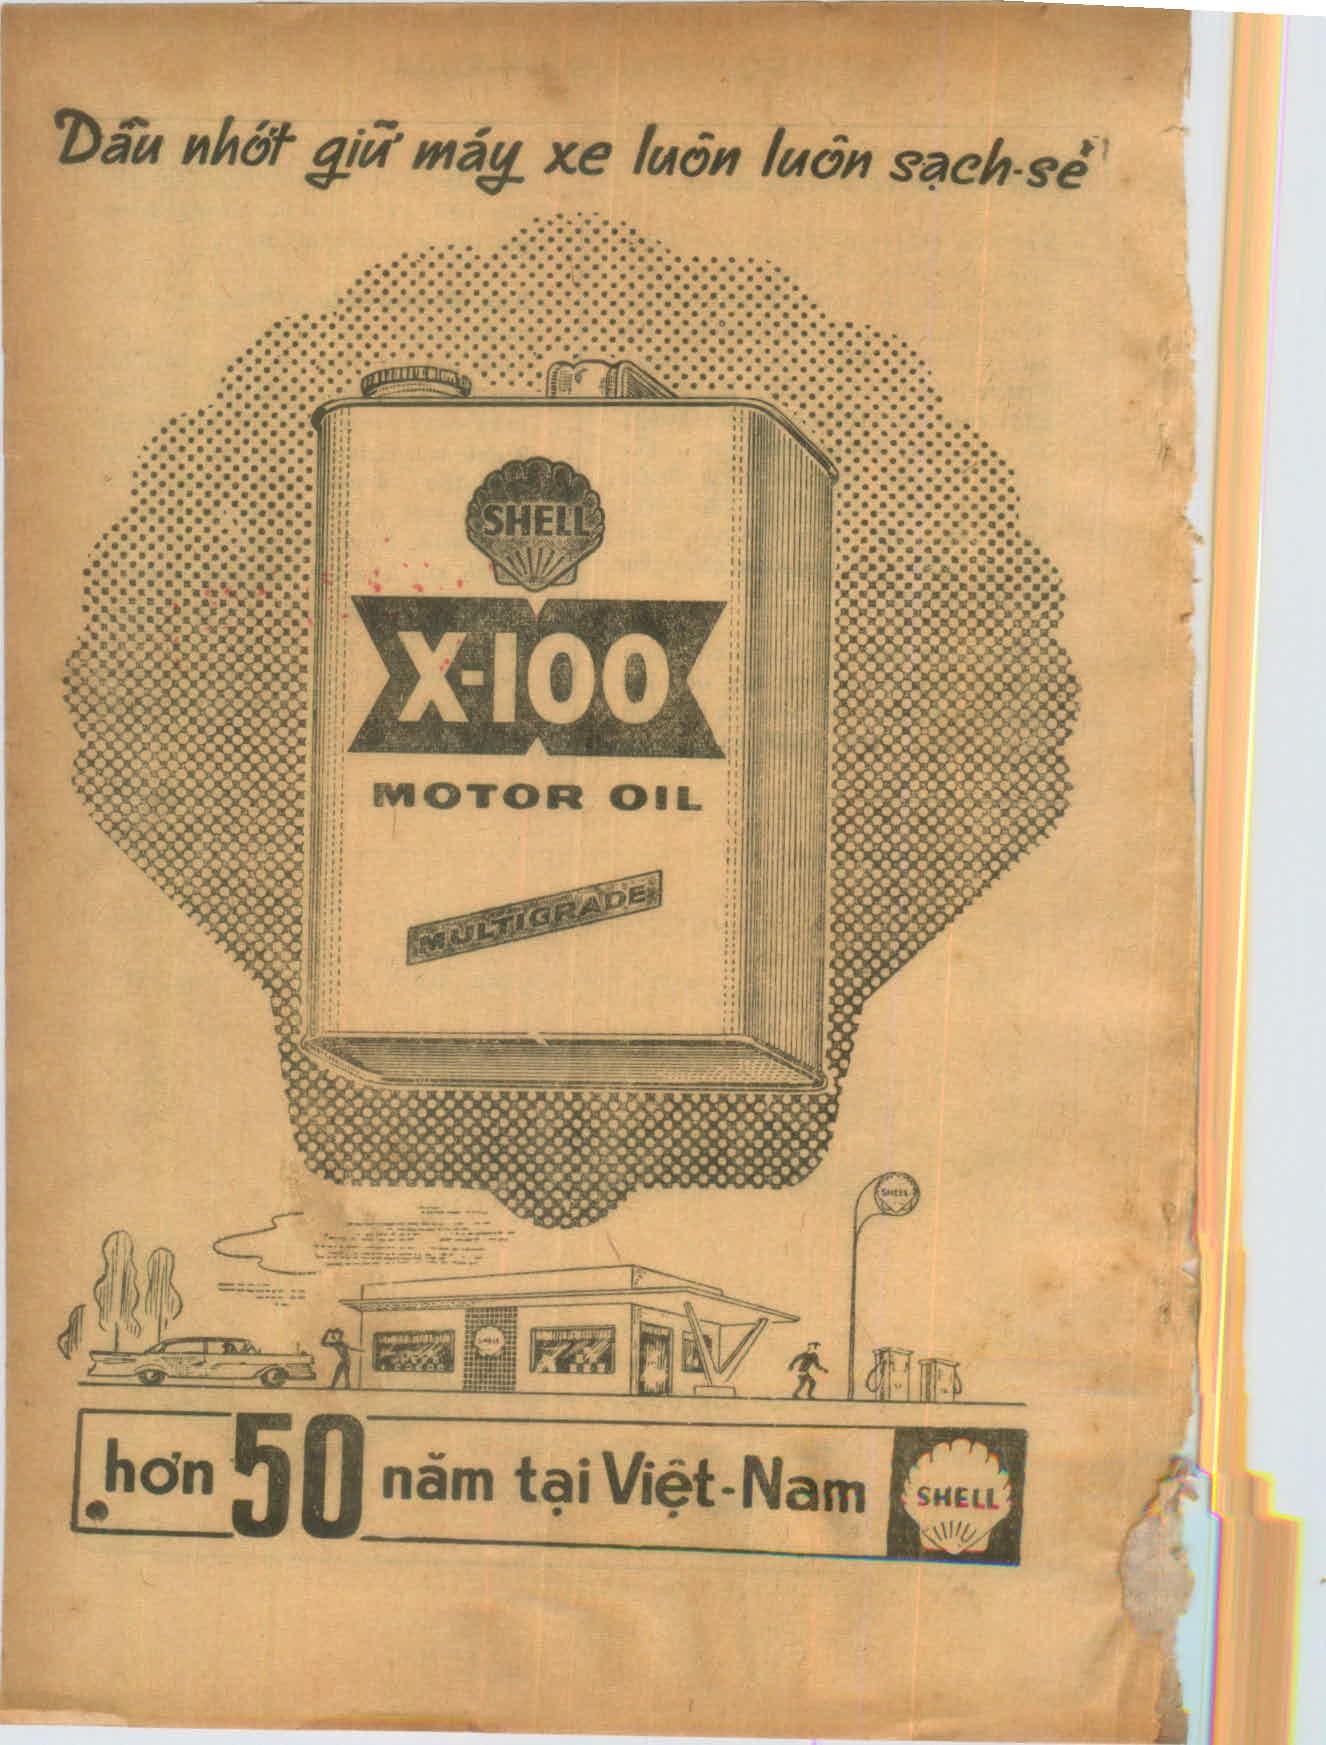 Dầu nhớt giữ máy xe luôn luôn sạch-sẽ
SHELL
X-100
MOTOR OIL
MULTIGRADE
SHELL
SHELL
hơn 50 năm tại Việt-Nam
SHELL